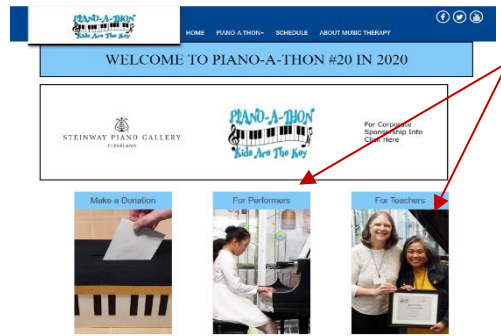 PIANO-A-THON
Kids Are The Key
HOME PIANO-A-THON SCHEDULE ABOUT MUSIC THERAPY
WELCOME TO PIANO-A-THON #20 IN 2020
STEINWAY PIANO GALLERY
CLEVELAND
PIANO-A-THON
Kids Are The Key
For Corporate
Sponsorship Info
Click Here
Make a Donation
For Performers
For Teachers